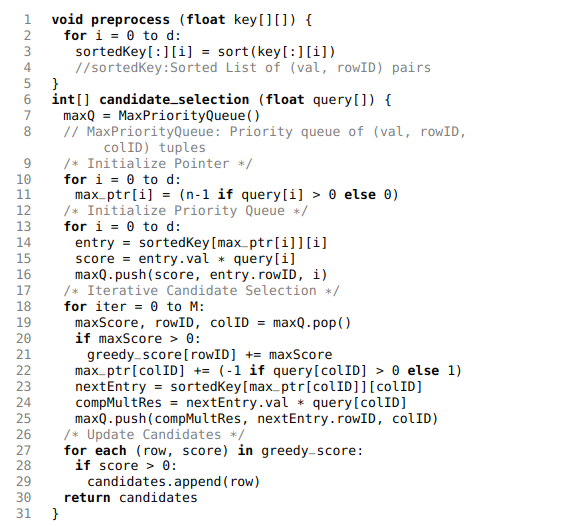 1 void preprocess (float key[][]) {
2 for i = 0 to d:
3 sortedKey[:][i] = sort(key[:][i])
4 //sortedKey:Sorted List of (val, rowID) pairs
5 }
6 int[] candidate_selection (float query[]) {
7 maxQ = MaxPriorityQueue()
8 // MaxPriorityQueue: Priority queue of (val, rowID,
colID) tuples
9 /* Initialize Pointer */
10 for i = 0 to d:
11 max_ptr[i] = (n-1 if query[i] > 0 else 0)
12 /* Initialize Priority Queue */
13 for i = 0 to d:
14 entry = sortedKey[max_ptr[i]][i]
15 score = entry.val * query[i]
16 maxQ.push(score, entry.rowID, i)
17 /* Iterative Candidate Selection */
18 for iter = 0 to M:
19 maxScore, rowID, colID = maxQ.pop()
20 if maxScore > 0:
21 greedy_score[rowID] += maxScore
22 max_ptr[colID] += (-1 if query[colID] > 0 else 1)
23 nextEntry = sortedKey[max_ptr[colID]][colID]
24 compMultRes = nextEntry.val * query[colID]
25 maxQ.push(compMultRes, nextEntry.rowID, colID)
26 /* Update Candidates */
27 for each (row, score) in greedy_score:
28 if score > 0:
29 candidates.append(row)
30 return candidates
31 }